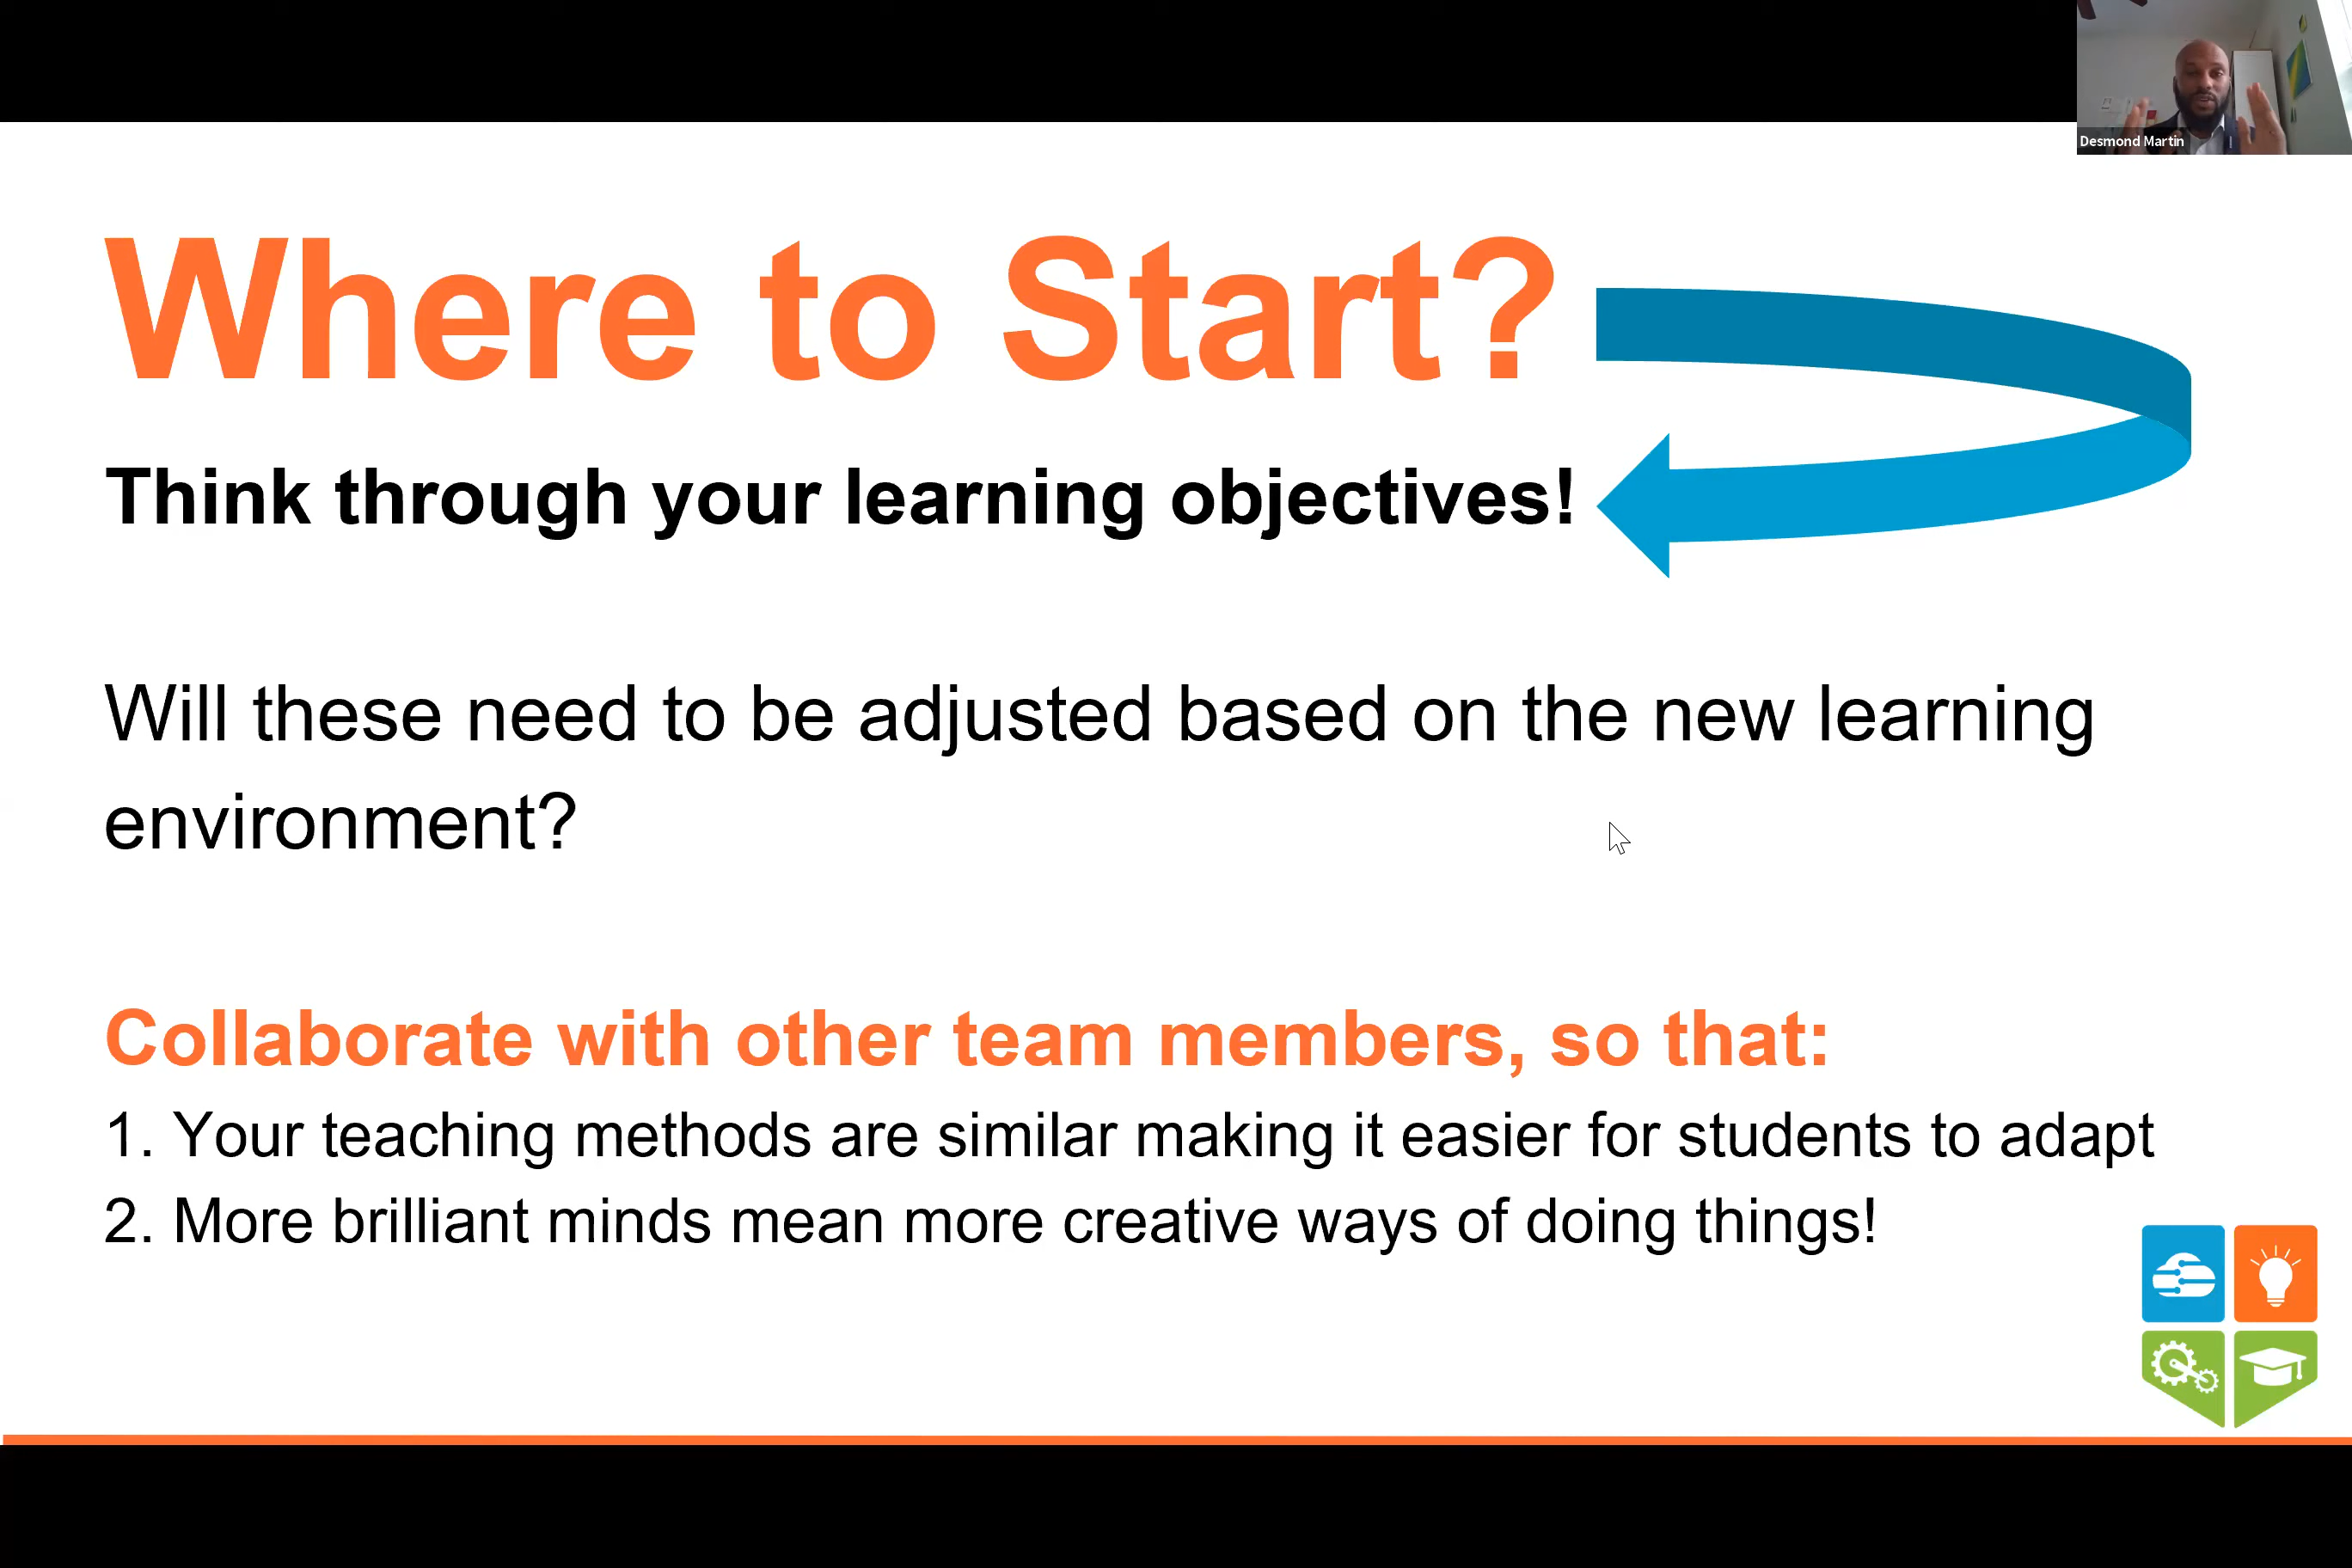 Desmond Martin
Where to Start?
Think through your learning objectives!
Will these need to be adjusted based on the new learning
environment?
Collaborate with other team members, so that:
1. Your teaching methods are similar making it easier for students to adapt
2. More brilliant minds mean more creative ways of doing things!